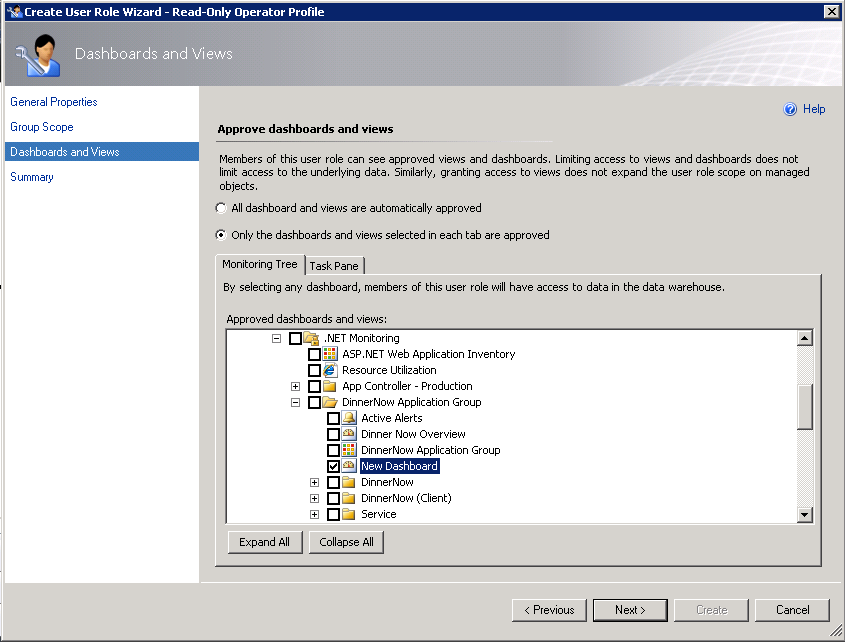 Create User Role Wizard - Read-Only Operator Profile
Dashboards and Views
General Properties
Group Scope
Dashboards and Views
Summary
Help
Approve dashboards and views
Members of this user role can see approved views and dashboards. Limiting access to views and dashboards does not
limit access to the underlying data. Similarly, granting access to views does not expand the user role scope on managed
objects.
All dashboard and views are automatically approved
Only the dashboards and views selected in each tab are approved
Monitoring Tree
Task Pane
By selecting any dashboard, members of this user role will have access to data in the data warehouse.
Approved dashboards and views:
.NET Monitoring
ASP.NET Web Application Inventory
Resource Utilization
App Controller - Production
DinnerNow Application Group
Active Alerts
Dinner Now Overview
DinnerNow Application Group
New Dashboard
DinnerNow
DinnerNow (Client)
Service
Expand All
Collapse All
< Previous
Next >
Create
Cancel